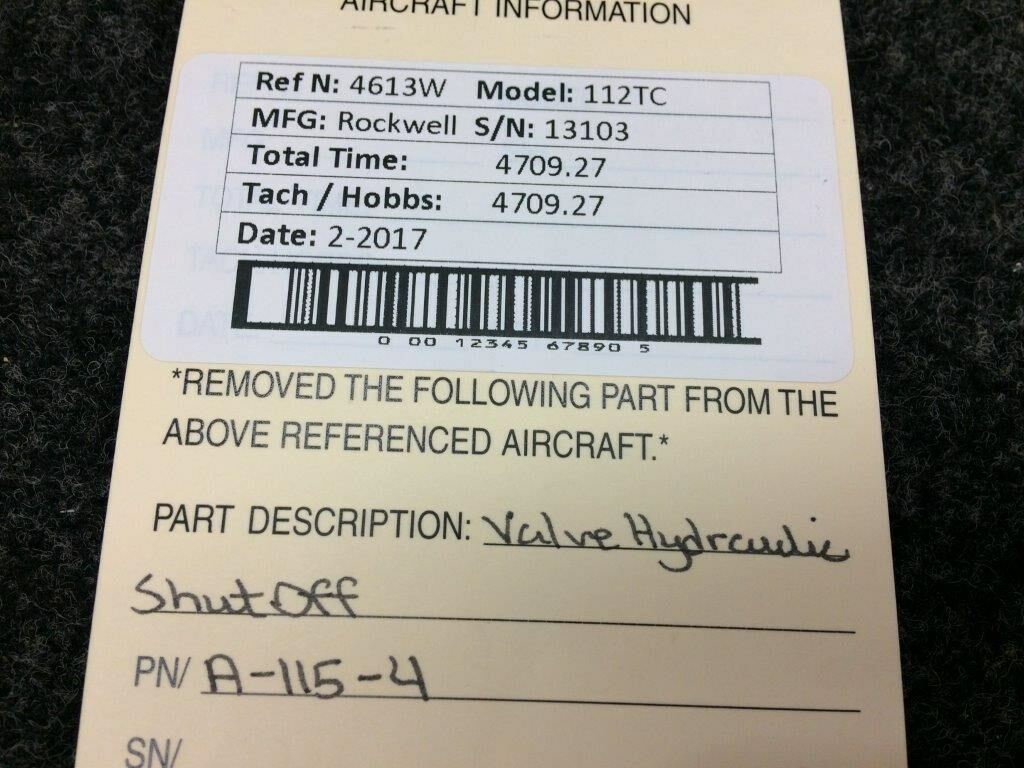 AIRCRAFT INFORMATION
Ref N: 4613W Model: 112TC
MFG: Rockwell S/N: 13103
Total Time: 4709.27
Tach / Hobbs: 4709.27
Date: 2-2017
0 00 12345 67890 5
*REMOVED THE FOLLOWING PART FROM THE
ABOVE REFERENCED AIRCRAFT.*
PART DESCRIPTION: Valve Hydraulic
Shut Off
PN/ A-115-4
SN/